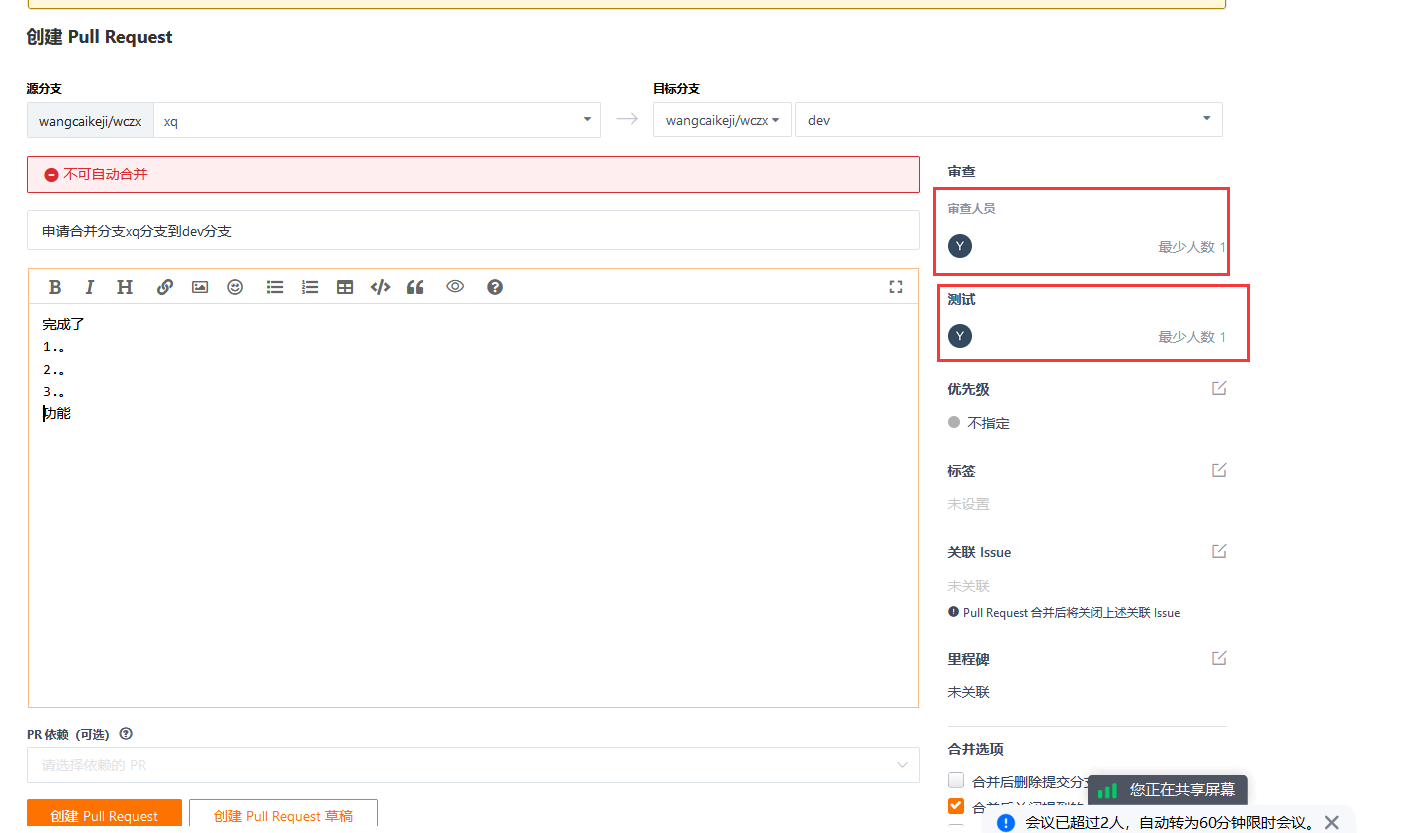 创建 Pull Request
源分支
目标分支
wangcaikeji/wczx
xq
wangcaikeji/wczx
dev
不可自动合并
审查
审查人员
Y
最少人数 1
申请合并分支xq分支到dev分支
测试
Y
最少人数 1
完成了
1.。
2.。
3.。
功能
优先级
不指定
标签
未设置
关联 Issue
未关联
Pull Request 合并后将关闭上述关联 Issue
里程碑
未关联
PR 依赖（可选）
请选择依赖的 PR
合并选项
合并后删除提交分支
合并后关闭提到的
您正在共享屏幕
会议已超过2人，自动转为60分钟限时会议。
创建 Pull Request
创建 Pull Request 草稿